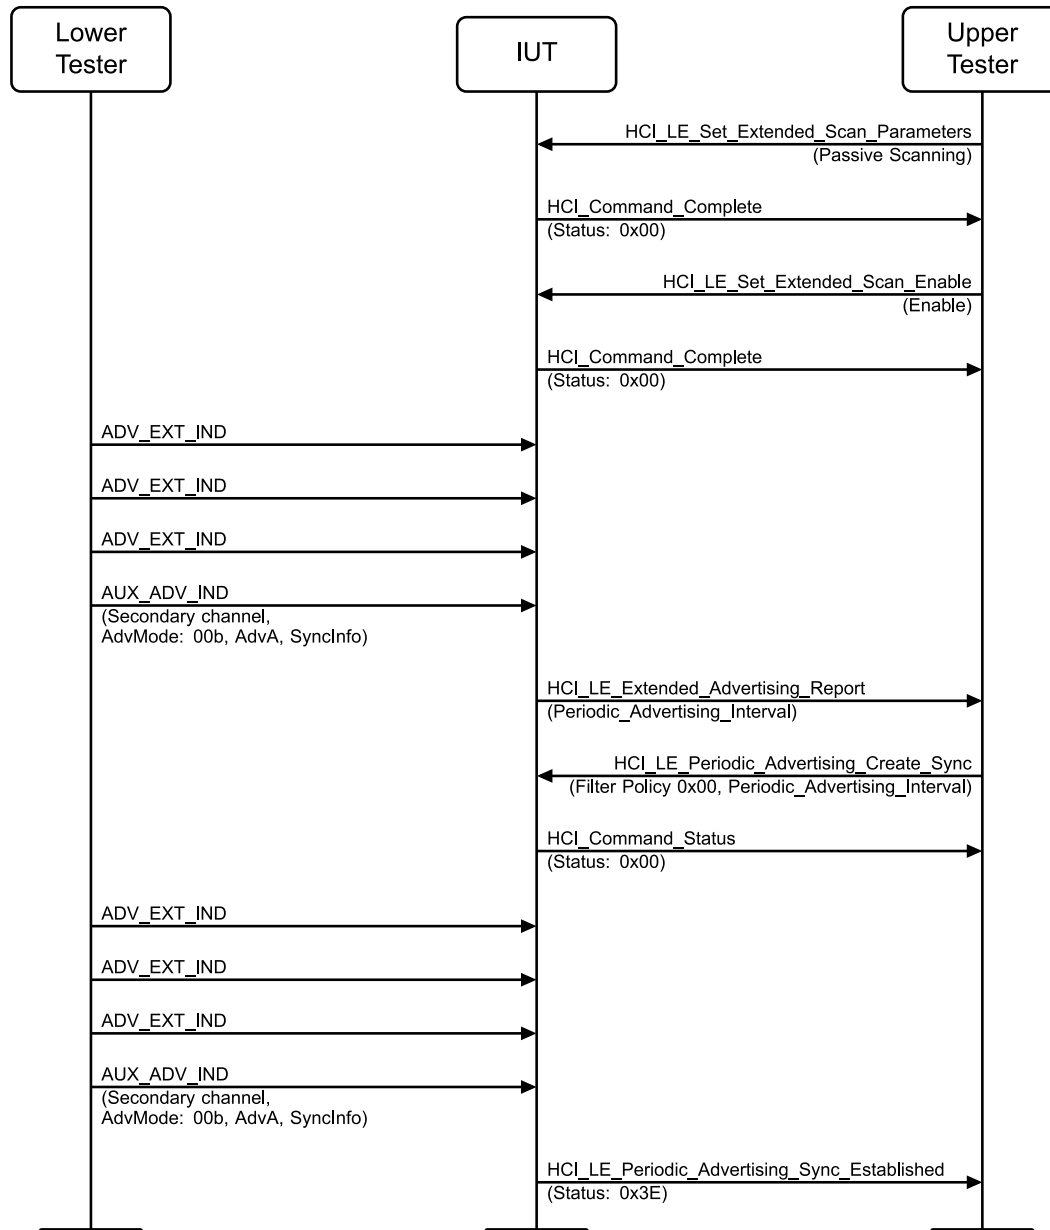 Lower
Tester
IUT
Upper
Tester
HCI_LE_Set_Extended_Scan_Parameters
(Passive Scanning)
HCI_Command_Complete
(Status: 0x00)
HCI_LE_Set_Extended_Scan_Enable
(Enable)
HCI_Command_Complete
(Status: 0x00)
ADV_EXT_IND
ADV_EXT_IND
ADV_EXT_IND
AUX_ADV_IND
(Secondary channel,
AdvMode: 00b, AdvA, SyncInfo)
HCI_LE_Extended_Advertising_Report
(Periodic_Advertising_Interval)
HCI_LE_Periodic_Advertising_Create_Sync
(Filter Policy 0x00, Periodic_Advertising_Interval)
HCI_Command_Status
(Status: 0x00)
ADV_EXT_IND
ADV_EXT_IND
ADV_EXT_IND
AUX_ADV_IND
(Secondary channel,
AdvMode: 00b, AdvA, SyncInfo)
HCI_LE_Periodic_Advertising_Sync_Established
(Status: 0x3E)